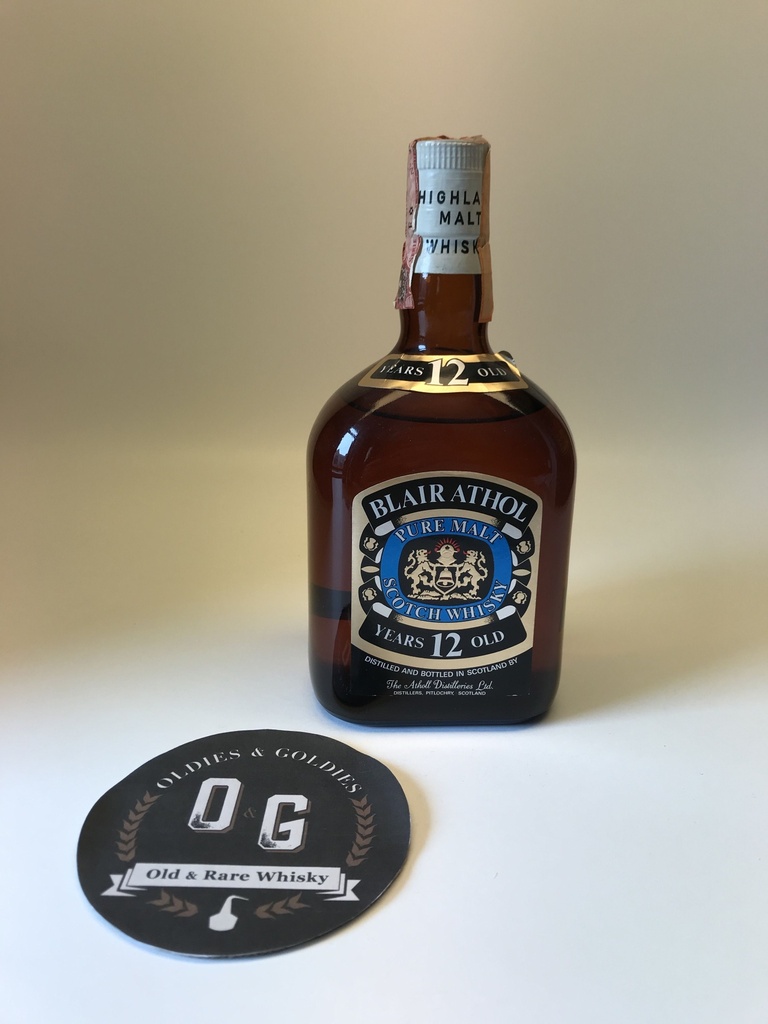 HIGHLA
MALT
WHISK
YEARS 12 OLD
BLAIR ATHOL
PURE MALT
SCOTCH WHISKY
YEARS 12 OLD
DISTILLED AND BOTTLED IN SCOTLAND BY
The Atholl Distilleries Ltd.
DISTILLERS, PITLOCHRY, SCOTLAND
OLDIES & GOLDIES
O & G
Old & Rare Whisky